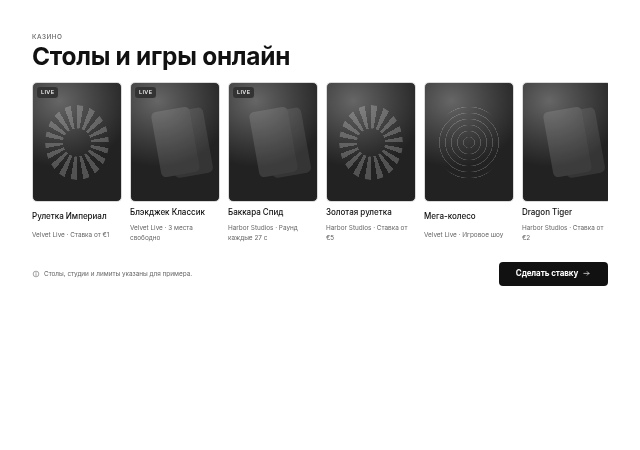 КАЗИНО
Столы и игры онлайн
LIVE
LIVE
LIVE
Рулетка Империал
Velvet Live · Ставка от €1
Блэкджек Классик
Velvet Live · 3 места
свободно
Баккара Спид
Harbor Studios · Раунд
каждые 27 с
Золотая рулетка
Harbor Studios · Ставка от
€5
Мега-колесо
Velvet Live · Игровое шоу
Dragon Tiger
Harbor Studios · Ставка от
€2
Столы, студии и лимиты указаны для примера.
Сделать ставку →